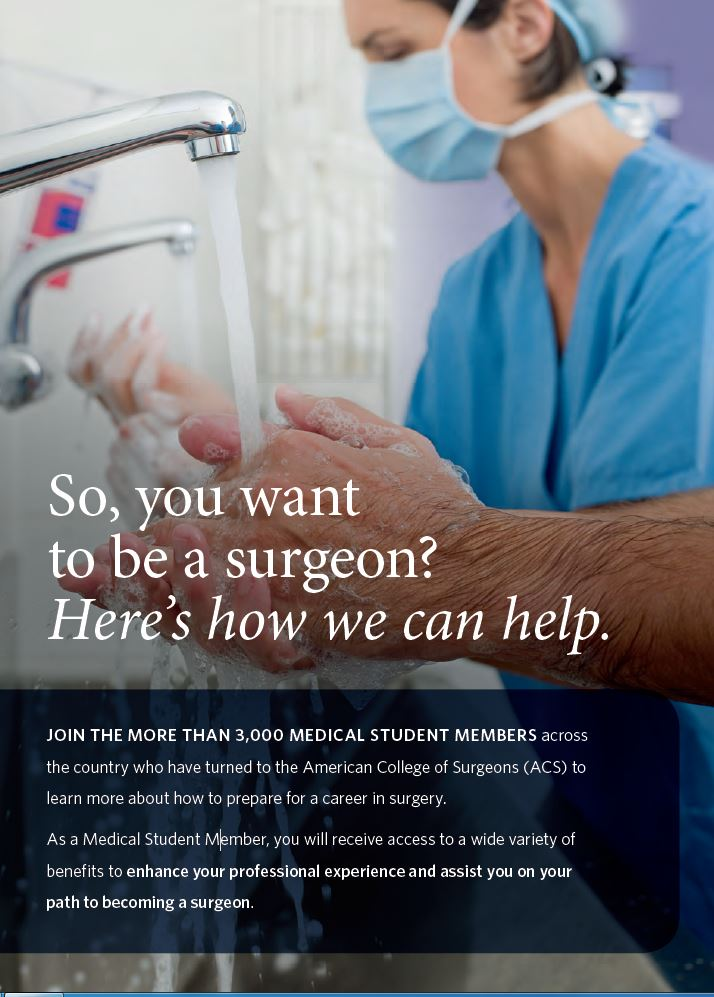 So, you want
to be a surgeon?
Here's how we can help.
JOIN THE MORE THAN 3,000 MEDICAL STUDENT MEMBERS across
the country who have turned to the American College of Surgeons (ACS) to
learn more about how to prepare for a career in surgery.
As a Medical Student Member, you will receive access to a wide variety of
benefits to enhance your professional experience and assist you on your
path to becoming a surgeon.